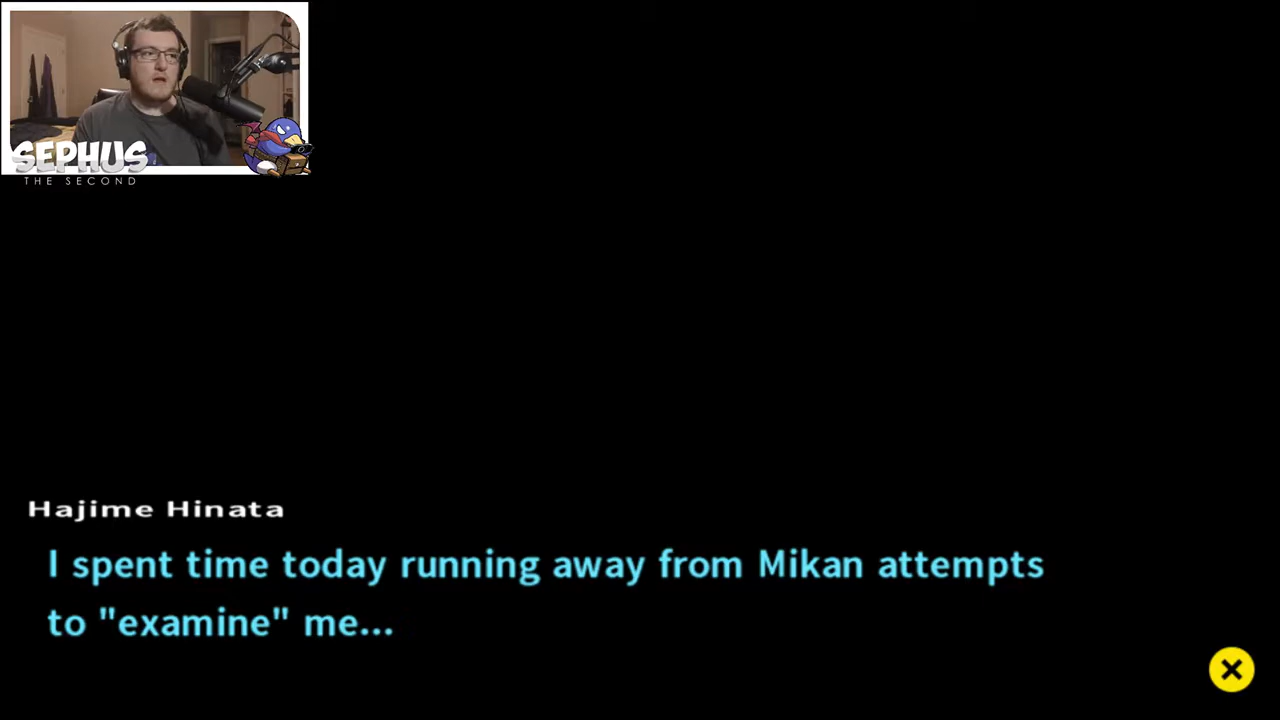 SEPHUS
THE SECOND
Hajime Hinata
I spent time today running away from Mikan attempts
to "examine" me...